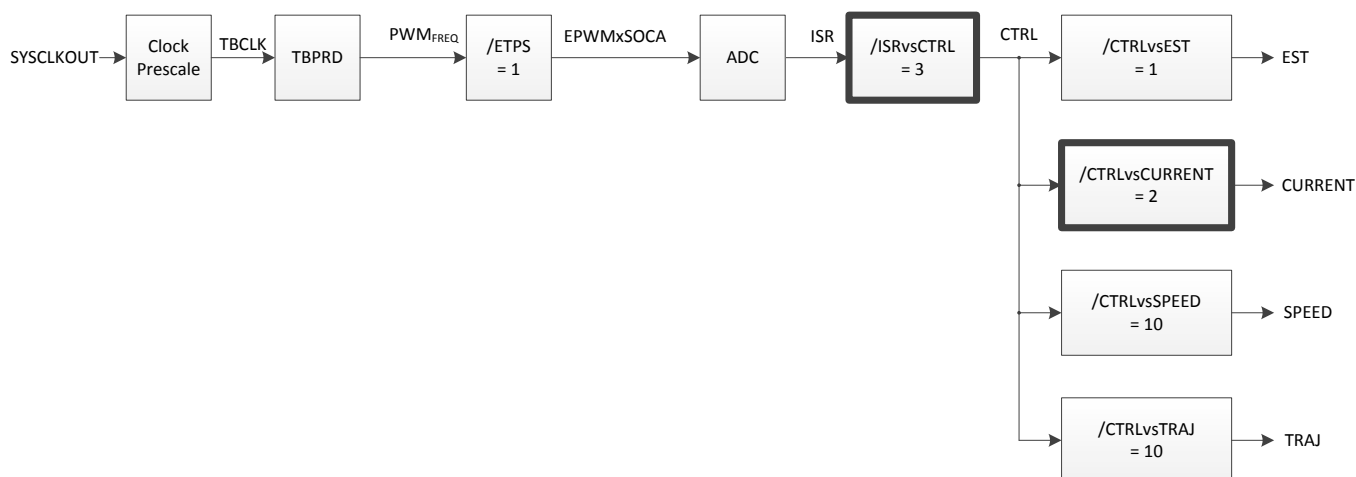 SYSCLKOUT
Clock
Prescale
TBCLK
TBPRD
PWMFREQ
/ETPS
= 1
EPWMxSOCA
ADC
ISR
/ISRvsCTRL
= 3
CTRL
/CTRLvsEST
= 1
EST
/CTRLvsCURRENT
= 2
CURRENT
/CTRLvsSPEED
= 10
SPEED
/CTRLvsTRAJ
= 10
TRAJ